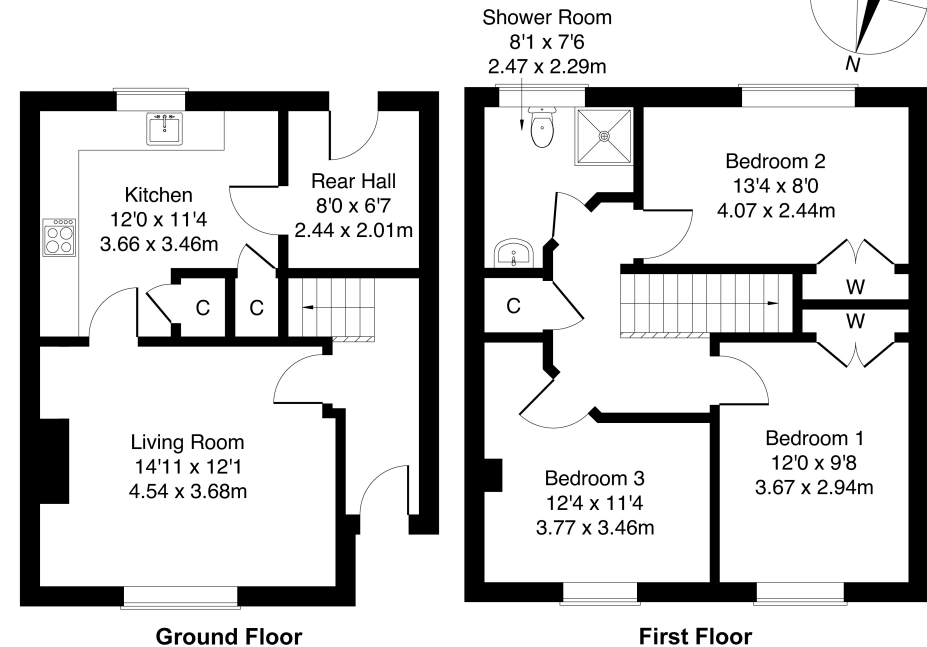 Shower Room
8'1 x 7'6
2.47 x 2.29m
N
Kitchen
12'0 x 11'4
3.66 x 3.46m
Rear Hall
8'0 x 6'7
2.44 x 2.01m
C
C
Living Room
14'11 x 12'1
4.54 x 3.68m
Ground Floor
Bedroom 2
13'4 x 8'0
4.07 x 2.44m
W
W
C
Bedroom 1
12'0 x 9'8
3.67 x 2.94m
Bedroom 3
12'4 x 11'4
3.77 x 3.46m
First Floor